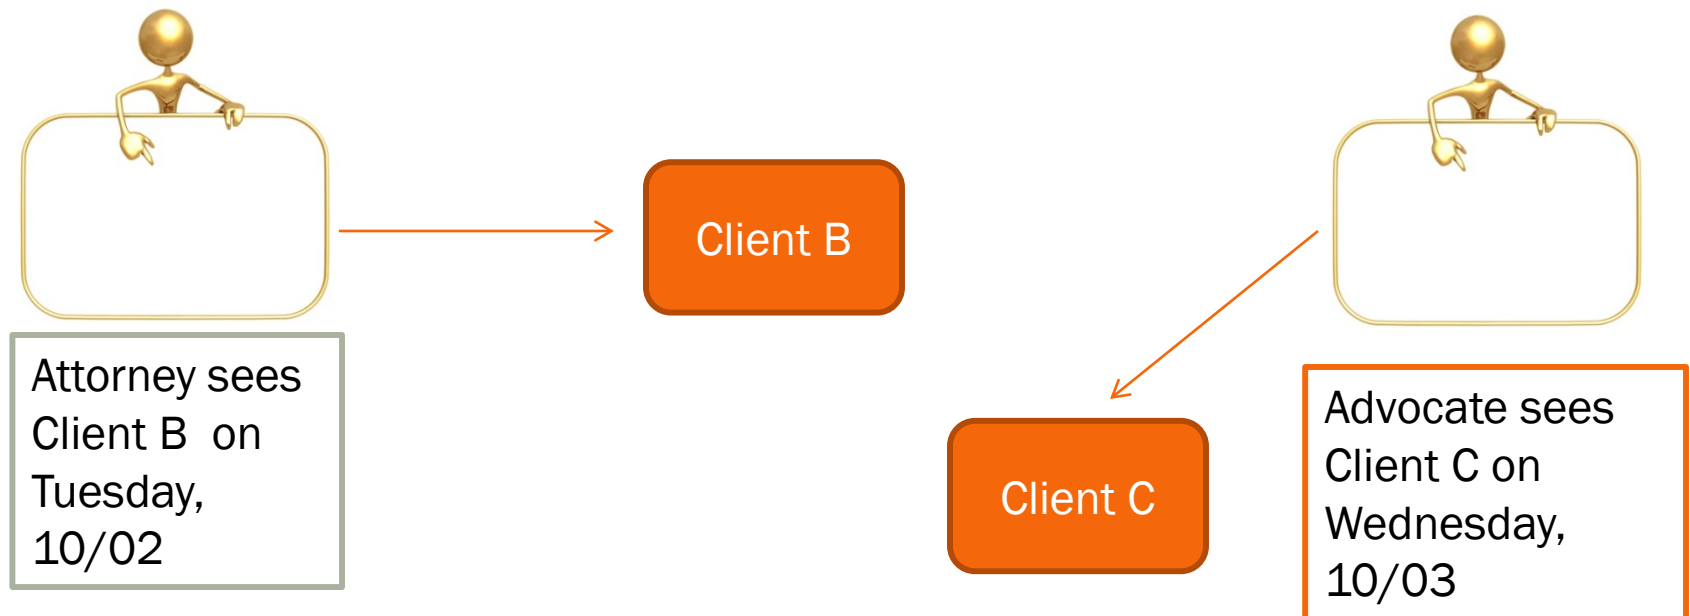 Client B
Attorney sees
Client B on
Tuesday,
10/02
Client C
Advocate sees
Client C on
Wednesday,
10/03